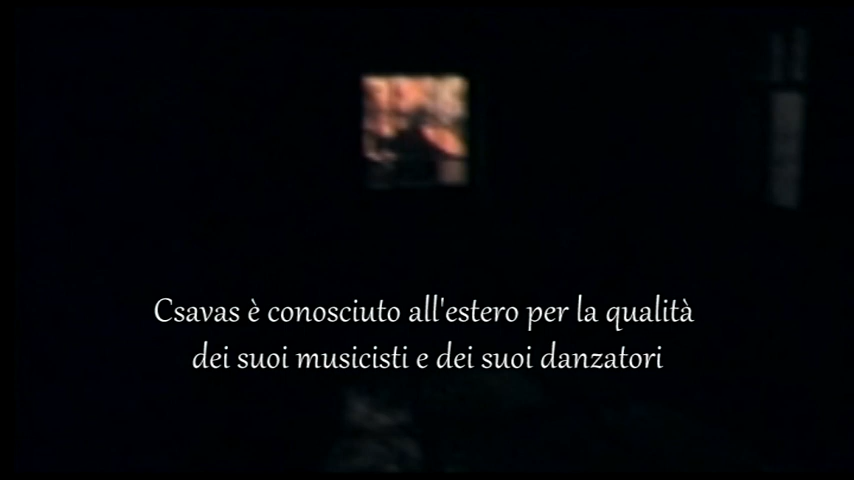 Csavas è conosciuto all'estero per la qualità
dei suoi musicisti e dei suoi danzatori